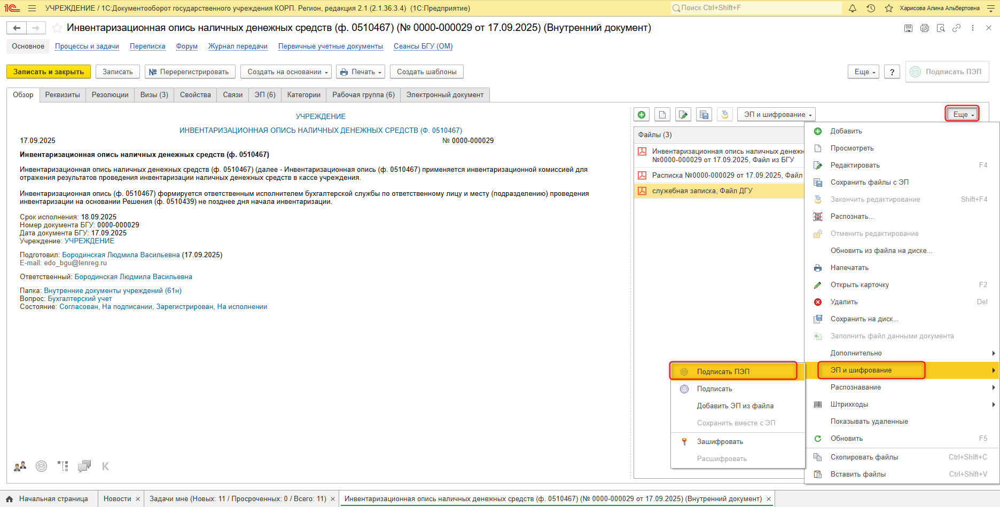 УЧРЕЖДЕНИЕ / 1С:Документооборот государственного учреждения КОРП. Регион, редакция 2.1 (2.1.36.3.4)  (1С:Предприятие)
Поиск Ctrl+Shift+F
Харисова Алина Альбертовна
Инвентаризационная опись наличных денежных средств (ф. 0510467) (№ 0000-000029 от 17.09.2025) (Внутренний документ)
Основное
Процессы и задачи
Переписка
Форум
Журнал передачи
Первичные учетные документы
Сеансы БГУ (ОМ)
Записать и закрыть
Записать
№ Перерегистрировать
Создать на основании
Печать
Создать шаблоны
Еще
?
Подписать ПЭП
Обзор
Реквизиты
Резолюции
Визы (3)
Свойства
Связи
ЭП (6)
Категории
Рабочая группа (6)
Электронный документ
УЧРЕЖДЕНИЕ
ИНВЕНТАРИЗАЦИОННАЯ ОПИСЬ НАЛИЧНЫХ ДЕНЕЖНЫХ СРЕДСТВ (Ф. 0510467)
17.09.2025
№ 0000-000029
Инвентаризационная опись наличных денежных средств (ф. 0510467)
Инвентаризационная опись наличных денежных средств (ф. 0510467) (далее - Инвентаризационная опись (ф. 0510467) применяется инвентаризационной комиссией для
отражения результатов проведения инвентаризации наличных денежных средств в кассе учреждения.
Инвентаризационная опись (ф. 0510467) формируется ответственным исполнителем бухгалтерской службы по ответственному лицу и месту (подразделению) проведения
инвентаризации на основании Решения (ф. 0510439) не позднее дня начала инвентаризации.
Срок исполнения: 18.09.2025
Номер документа БГУ: 0000-000029
Дата документа БГУ: 17.09.2025
Учреждение: УЧРЕЖДЕНИЕ
Подготовил: Бородинская Людмила Васильевна (17.09.2025)
E-mail: edo_bgu@lenreg.ru
Ответственный: Бородинская Людмила Васильевна
Папка: Внутренние документы учреждений (61н)
Вопрос: Бухгалтерский учет
Состояние: Согласован, На подписании, Зарегистрирован, На исполнении
K
ЭП и шифрование
Еще
Файлы (3)
Инвентаризационная опись наличных денежн
№0000-000029 от 17.09.2025, Файл из БГУ
Расписка №0000-000029 от 17.09.2025, Файл
служебная записка, Файл ДГУ
Добавить
Просмотреть
Редактировать F4
Сохранить файлы с ЭП
Закончить редактирование Shift+F4
Распознать...
Отменить редактирование
Обновить из файла на диске...
Напечатать
Открыть карточку F2
Удалить Del
Сохранить на диск...
Заполнить файл данными документа
Дополнительно
ЭП и шифрование
Распознавание
Штрихкоды
Показывать удаленные
Обновить F5
Скопировать файлы Ctrl+Shift+C
Вставить файлы Ctrl+Shift+V
Подписать ПЭП
Подписать
Добавить ЭП из файла
Сохранить вместе с ЭП
Зашифровать
Расшифровать
Начальная страница
Новости
Задачи мне (Новых: 11 / Просроченных: 0 / Всего: 11)
Инвентаризационная опись наличных денежных средств (ф. 0510467) (№ 0000-000029 от 17.09.2025) (Внутренний документ)